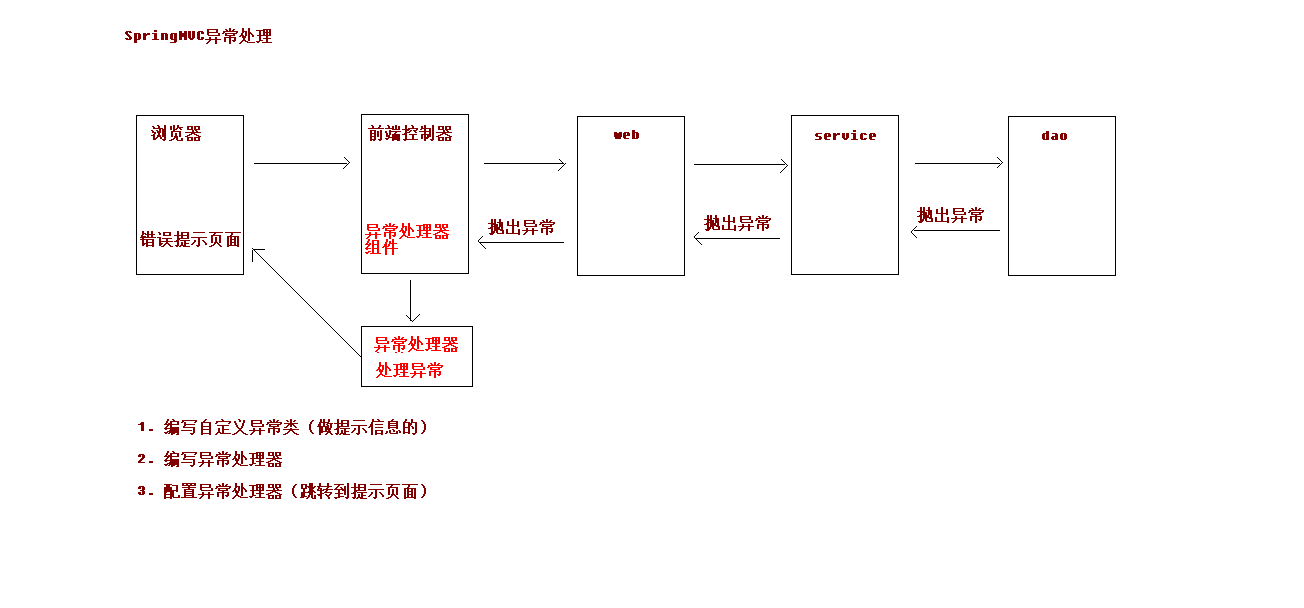 SpringMVC异常处理
浏览器
前端控制器
web
service
dao
异常处理器
组件
抛出异常
抛出异常
抛出异常
错误提示页面
异常处理器
处理异常
1. 编写自定义异常类（做提示信息的）
2. 编写异常处理器
3. 配置异常处理器（跳转到提示页面）